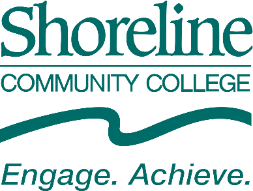 Shoreline
COMMUNITY COLLEGE
Engage. Achieve.